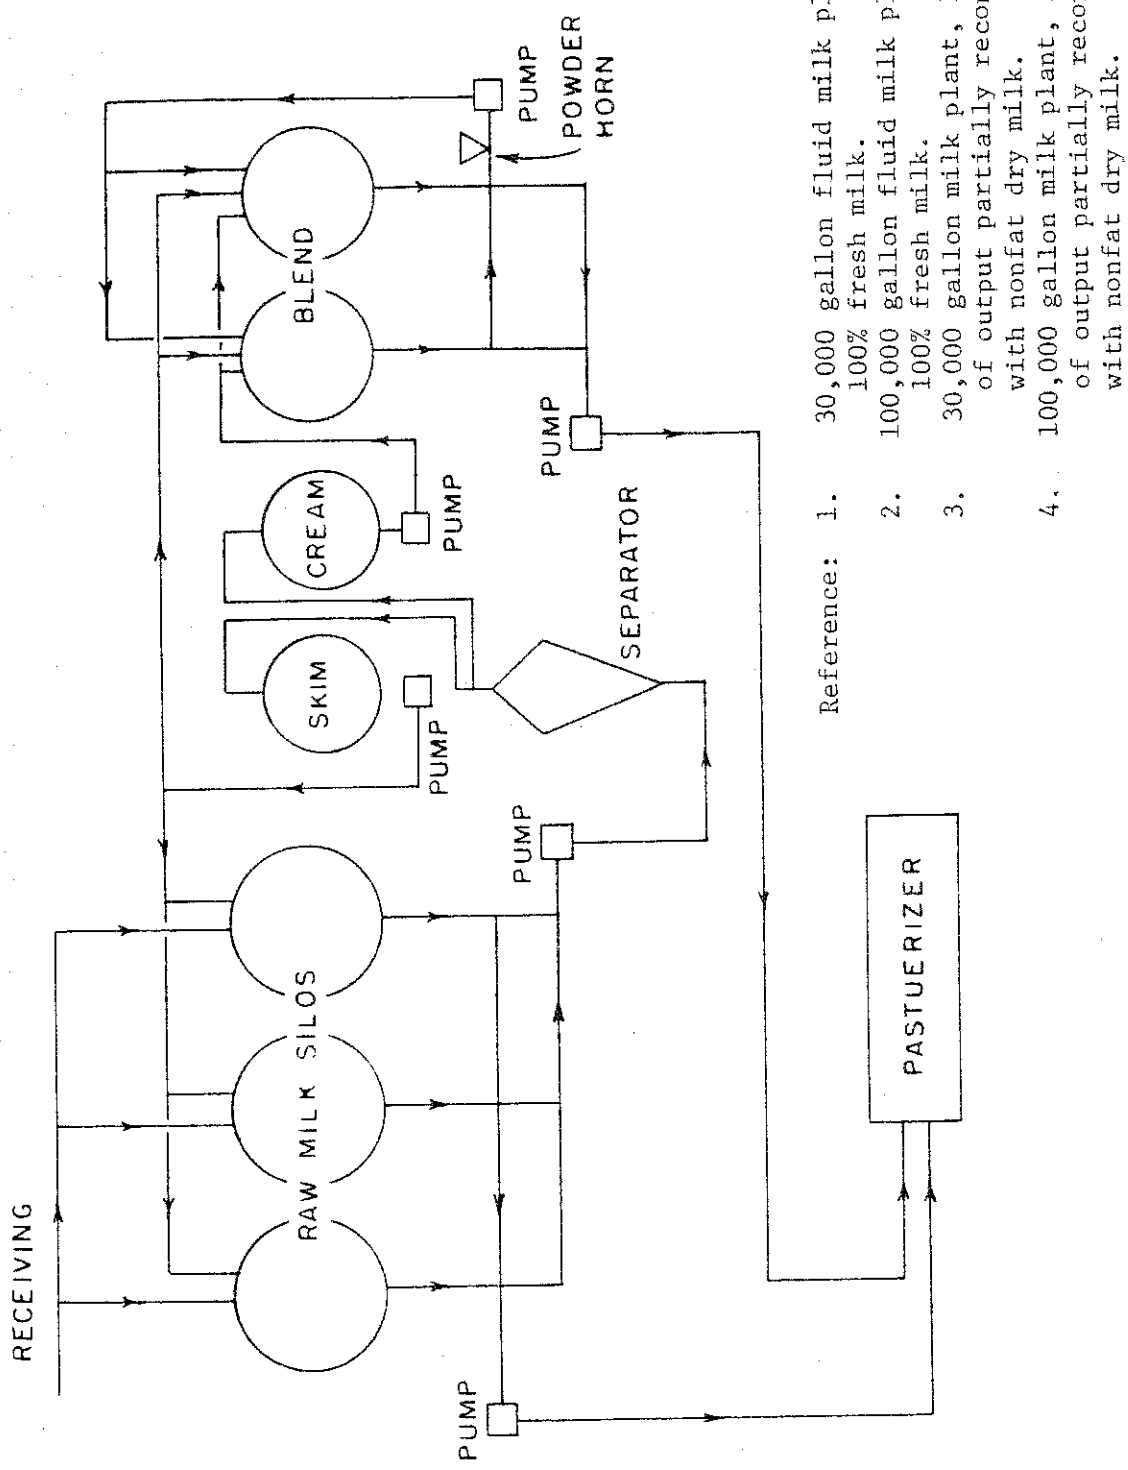 RECEIVING
RAW MILK SILOS
PUMP
PUMP
SKIM
PUMP
CREAM
PUMP
SEPARATOR
BLEND
PUMP
PUMP
POWDER
HORN
PASTUERIZER
Reference: 1. 30,000 gallon fluid milk
100% fresh milk.
2. 100,000 gallon fluid milk
100% fresh milk.
3. 30,000 gallon milk plant,
of output partially
with nonfat dry milk.
4. 100,000 gallon milk plant,
of output partially
with nonfat dry milk.